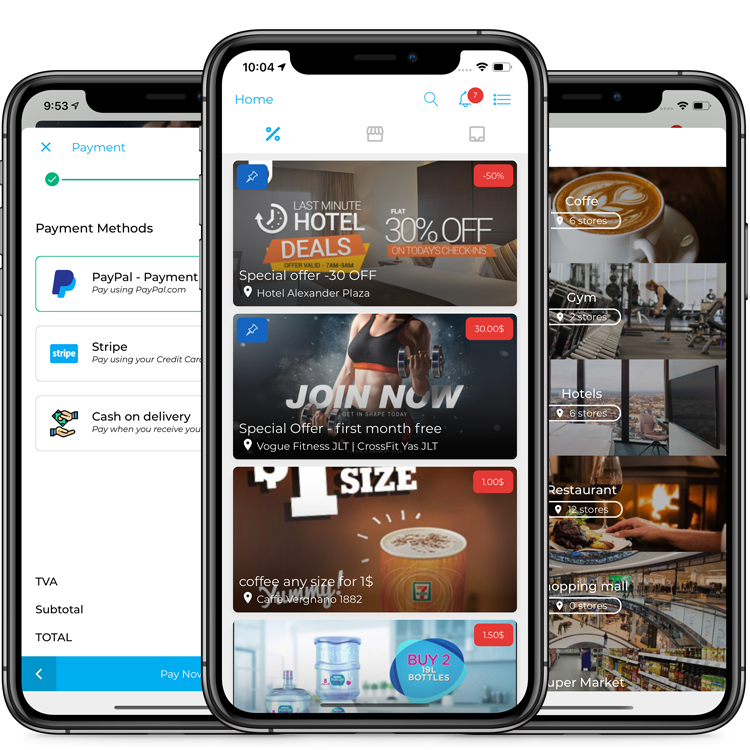 9:53
Payment
Payment Methods
PayPal - Payment
Pay using PayPal.com
stripe
Stripe
Pay using your Credit Card
Cash on delivery
Pay when you receive you
TVA
Subtotal
TOTAL
Pay Now
10:04
Home
7
-50%
LAST MINUTE
HOTEL
DEALS
OFFER VALID - 7AM-9AM
FLAT
30% OFF
ON TODAY'S CHECK-INS
Special offer -30 OFF
Hotel Alexander Plaza
30.00$
JOIN NOW
GET IN SHAPE TODAY
Special Offer - first month free
Vogue Fitness JLT | CrossFit Yas JLT
1.00$
$1
SIZE
Yummy!
7
coffee any size for 1$
Caffè Vergnano 1882
1.50$
BUY 2
19L
BOTTLES
s
Coffe
6 stores
Gym
2 stores
Hotels
6 stores
Restaurant
12 stores
hopping mall
0 stores
uper Market